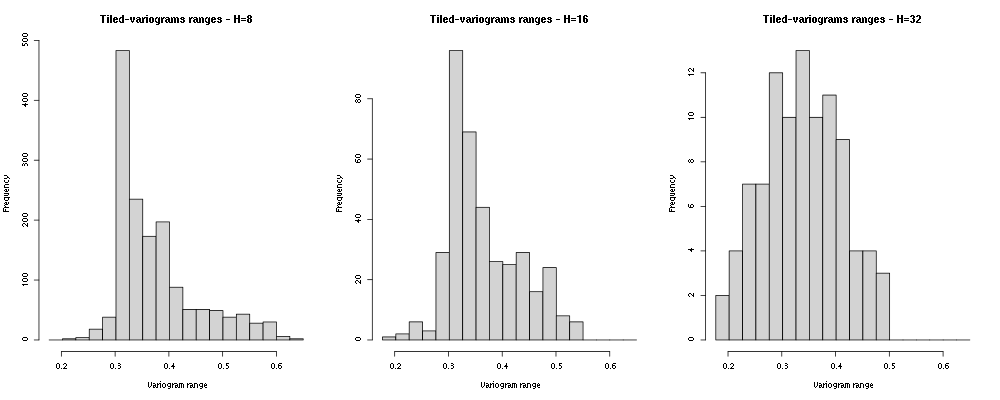 Tiled-variograms ranges - H=8
Tiled-variograms ranges - H=16
Tiled-variograms ranges - H=32
Frequency
0
100
200
300
400
500
0.2 0.3 0.4 0.5 0.6
Variogram range
Frequency
0
20
40
60
80
0.2 0.3 0.4 0.5 0.6
Variogram range
Frequency
0
2
4
6
8
10
12
0.2 0.3 0.4 0.5 0.6
Variogram range